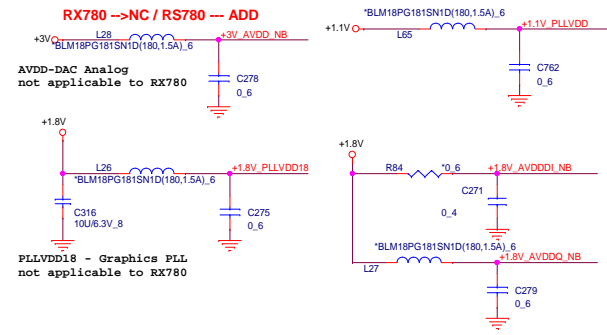 RX780 -->NC / RS780 --- ADD
+3V
L28
*BLM18PG181SN1D(180,1.5A)_6
+3V_AVDD_NB
C278
0_6
AVDD-DAC Analog
not applicable to RX780
*BLM18PG181SN1D(180,1.5A)_6
+1.1V
L65
+1.1V_PLLVDD
C762
0_6
+1.8V
L26
*BLM18PG181SN1D(180,1.5A)_6
+1.8V_PLLVDD18
C316
10U/6.3V_8
C275
0_6
PLLVDD18 - Graphics PLL
not applicable to RX780
+1.8V
R84
*0_6
+1.8V_AVDDDI_NB
C271
0_4
*BLM18PG181SN1D(180,1.5A)_6
L27
+1.8V_AVDDQ_NB
C279
0_6